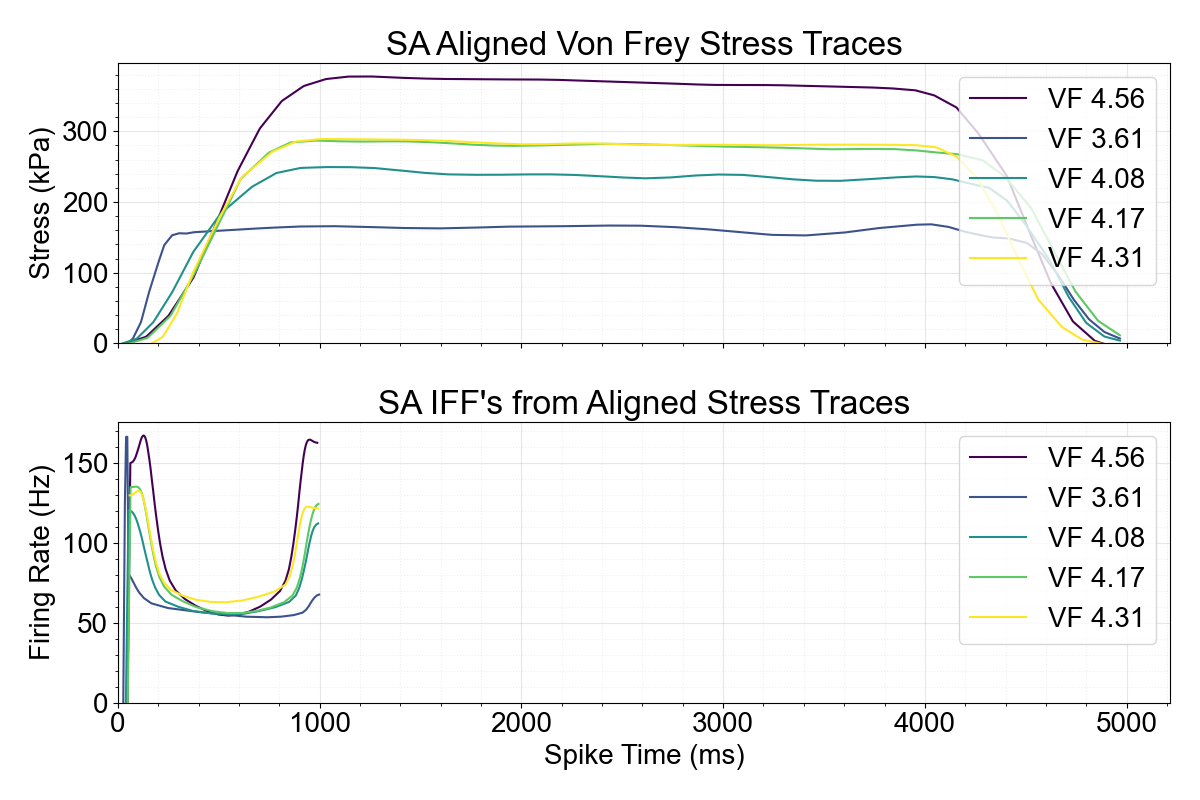 SA Aligned Von Frey Stress Traces
Stress (kPa)
300
200
100
0
VF 4.56
VF 3.61
VF 4.08
VF 4.17
VF 4.31
SA IFF's from Aligned Stress Traces
Firing Rate (Hz)
150
100
50
0
VF 4.56
VF 3.61
VF 4.08
VF 4.17
VF 4.31
0 1000 2000 3000 4000 5000
Spike Time (ms)